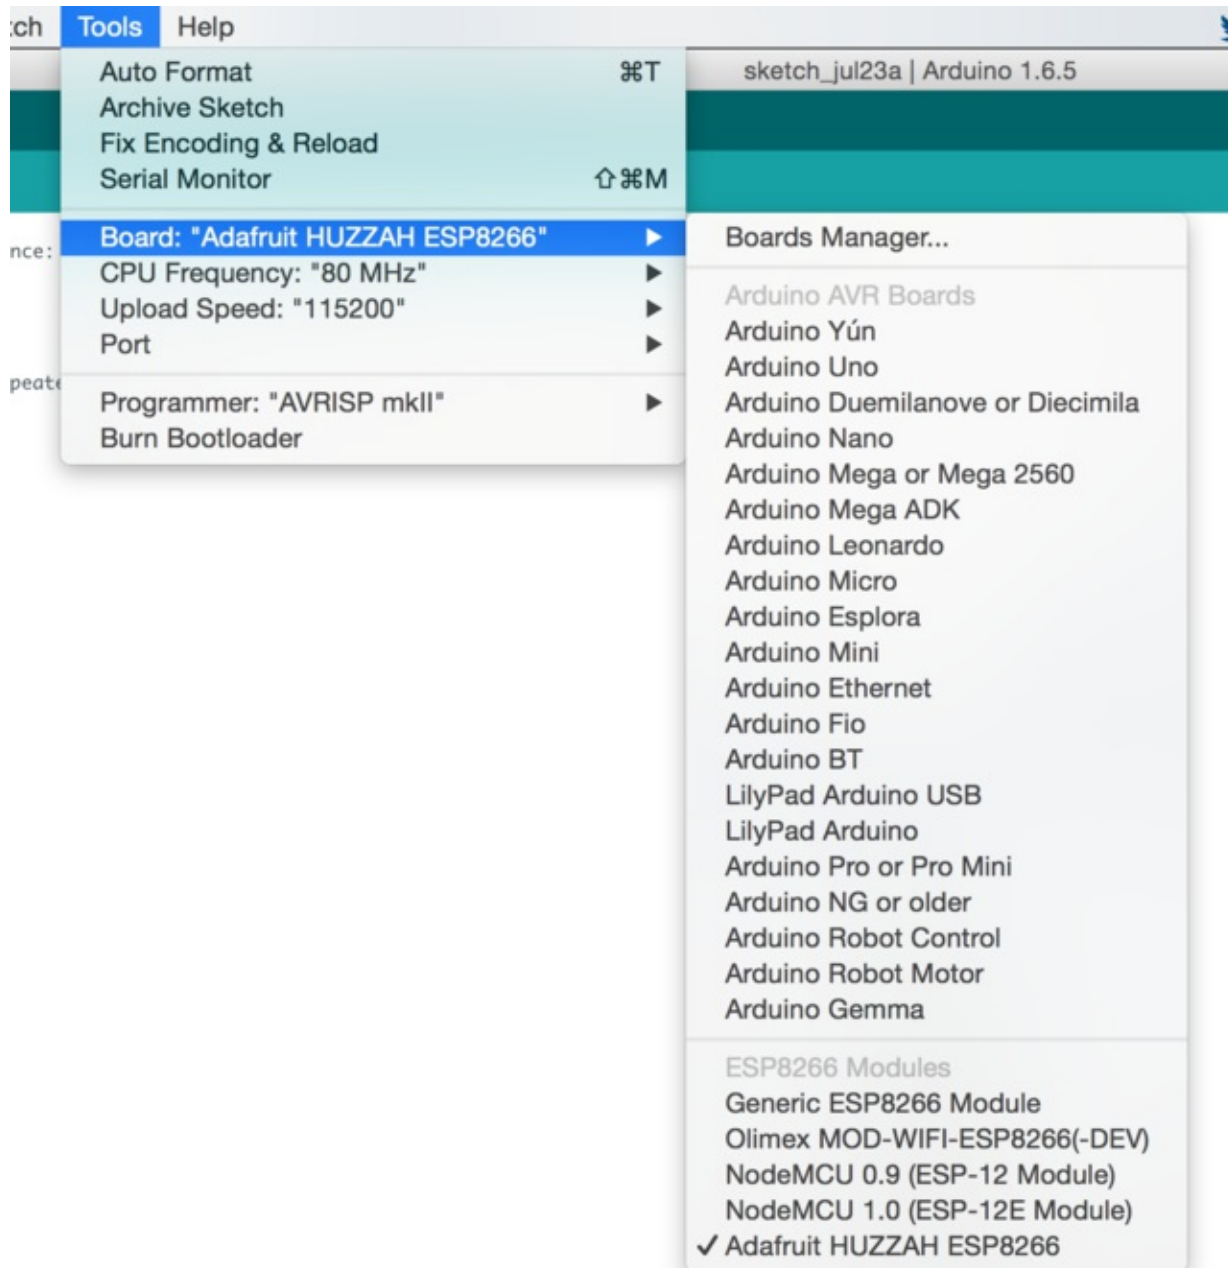 tch Tools Help
sketch_jul23a | Arduino 1.6.5
Auto Format ⌘T
Archive Sketch
Fix Encoding & Reload
Serial Monitor ⇧⌘M
nce:
Board: "Adafruit HUZZAH ESP8266" ▶
CPU Frequency: "80 MHz" ▶
Upload Speed: "115200" ▶
Port ▶
peate
Programmer: "AVRISP mkII" ▶
Burn Bootloader
Boards Manager...
Arduino AVR Boards
Arduino Yún
Arduino Uno
Arduino Duemilanove or Diecimila
Arduino Nano
Arduino Mega or Mega 2560
Arduino Mega ADK
Arduino Leonardo
Arduino Micro
Arduino Esplora
Arduino Mini
Arduino Ethernet
Arduino Fio
Arduino BT
LilyPad Arduino USB
LilyPad Arduino
Arduino Pro or Pro Mini
Arduino NG or older
Arduino Robot Control
Arduino Robot Motor
Arduino Gemma
ESP8266 Modules
Generic ESP8266 Module
Olimex MOD-WIFI-ESP8266(-DEV)
NodeMCU 0.9 (ESP-12 Module)
NodeMCU 1.0 (ESP-12E Module)
✓ Adafruit HUZZAH ESP8266